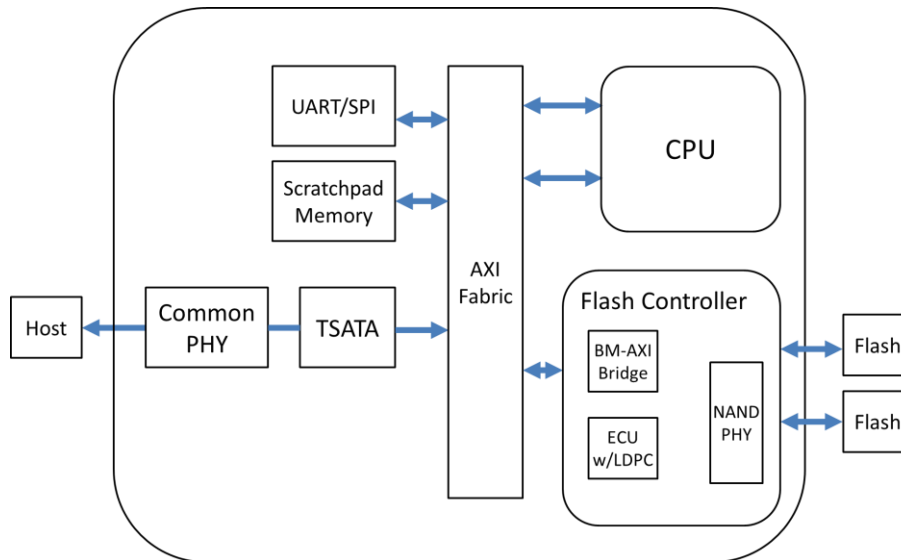 UART/SPI
Scratchpad
Memory
Host
Common
PHY
TSATA
AXI
Fabric
CPU
Flash Controller
BM-AXI
Bridge
ECU
w/LDPC
NAND
PHY
Flash
Flash